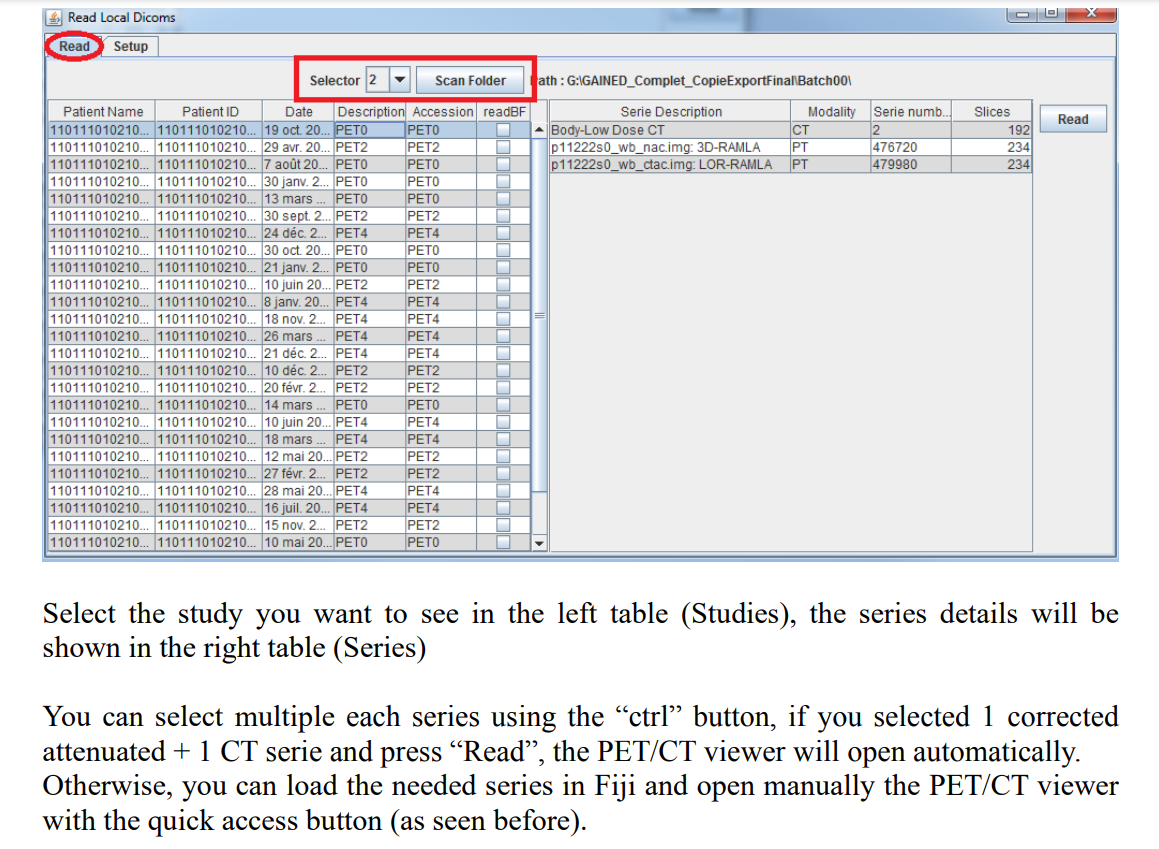 Read Local Dicoms
Read Setup
Selector 2 Scan Folder ath : G:\GAINED_Complet_CopieExportFinal\Batch00\
Patient Name Patient ID Date Description Accession readBF Serie Description Modality Serie numb... Slices Read
110111010210... 110111010210... 19 oct. 20... PET0 PET0 Body-Low Dose CT CT 2 192
110111010210... 110111010210... 29 avr. 20... PET2 PET2 p11222s0_wb_nac.img: 3D-RAMLA PT 476720 234
110111010210... 110111010210... 7 août 20... PET0 PET0 p11222s0_wb_ctac.img: LOR-RAMLA PT 479980 234
110111010210... 110111010210... 30 janv. 2... PET0 PET0
110111010210... 110111010210... 13 mars ... PET0 PET0
110111010210... 110111010210... 30 sept. 2... PET2 PET2
110111010210... 110111010210... 24 déc. 2... PET4 PET4
110111010210... 110111010210... 30 oct. 20... PET0 PET0
110111010210... 110111010210... 21 janv. 2... PET0 PET0
110111010210... 110111010210... 10 juin 20... PET2 PET2
110111010210... 110111010210... 8 janv. 20... PET4 PET4
110111010210... 110111010210... 18 nov. 2... PET4 PET4
110111010210... 110111010210... 26 mars ... PET4 PET4
110111010210... 110111010210... 21 déc. 2... PET4 PET4
110111010210... 110111010210... 10 déc. 2... PET2 PET2
110111010210... 110111010210... 20 févr. 2... PET2 PET2
110111010210... 110111010210... 14 mars ... PET0 PET0
110111010210... 110111010210... 10 juin 20... PET4 PET4
110111010210... 110111010210... 18 mars ... PET4 PET4
110111010210... 110111010210... 12 mai 20... PET2 PET2
110111010210... 110111010210... 27 févr. 2... PET2 PET2
110111010210... 110111010210... 28 mai 20... PET4 PET4
110111010210... 110111010210... 16 juil. 20... PET4 PET4
110111010210... 110111010210... 15 nov. 2... PET2 PET2
110111010210... 110111010210... 10 mai 20... PET0 PET0
Select the study you want to see in the left table (Studies), the series details will be
shown in the right table (Series)
You can select multiple each series using the “ctrl” button, if you selected 1 corrected
attenuated + 1 CT serie and press “Read”, the PET/CT viewer will open automatically.
Otherwise, you can load the needed series in Fiji and open manually the PET/CT viewer
with the quick access button (as seen before).